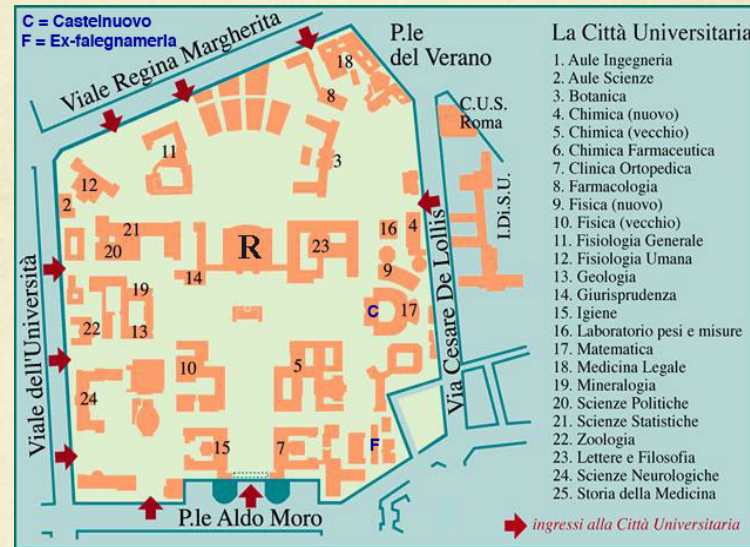 C = Castelnuovo
F = Ex-falegnameria
Viale Regina Margherita
P.le
del Verano
C.U.S.
Roma
I.Di.S.U.
Via Cesare De Lollis
Viale dell'Università
P.le Aldo Moro
18
8
3
11
12
2
21
20
R
23
16
4
14
9
19
13
C
17
22
10
5
24
15
7
F
La Città Universitaria
1. Aule Ingegneria
2. Aule Scienze
3. Botanica
4. Chimica (nuovo)
5. Chimica (vecchio)
6. Chimica Farmaceutica
7. Clinica Ortopedica
8. Farmacologia
9. Fisica (nuovo)
10. Fisica (vecchio)
11. Fisiologia Generale
12. Fisiologia Umana
13. Geologia
14. Giurisprudenza
15. Igiene
16. Laboratorio pesi e misure
17. Matematica
18. Medicina Legale
19. Mineralogia
20. Scienze Politiche
21. Scienze Statistiche
22. Zoologia
23. Lettere e Filosofia
24. Scienze Neurologiche
25. Storia della Medicina
ingressi alla Città Universitaria